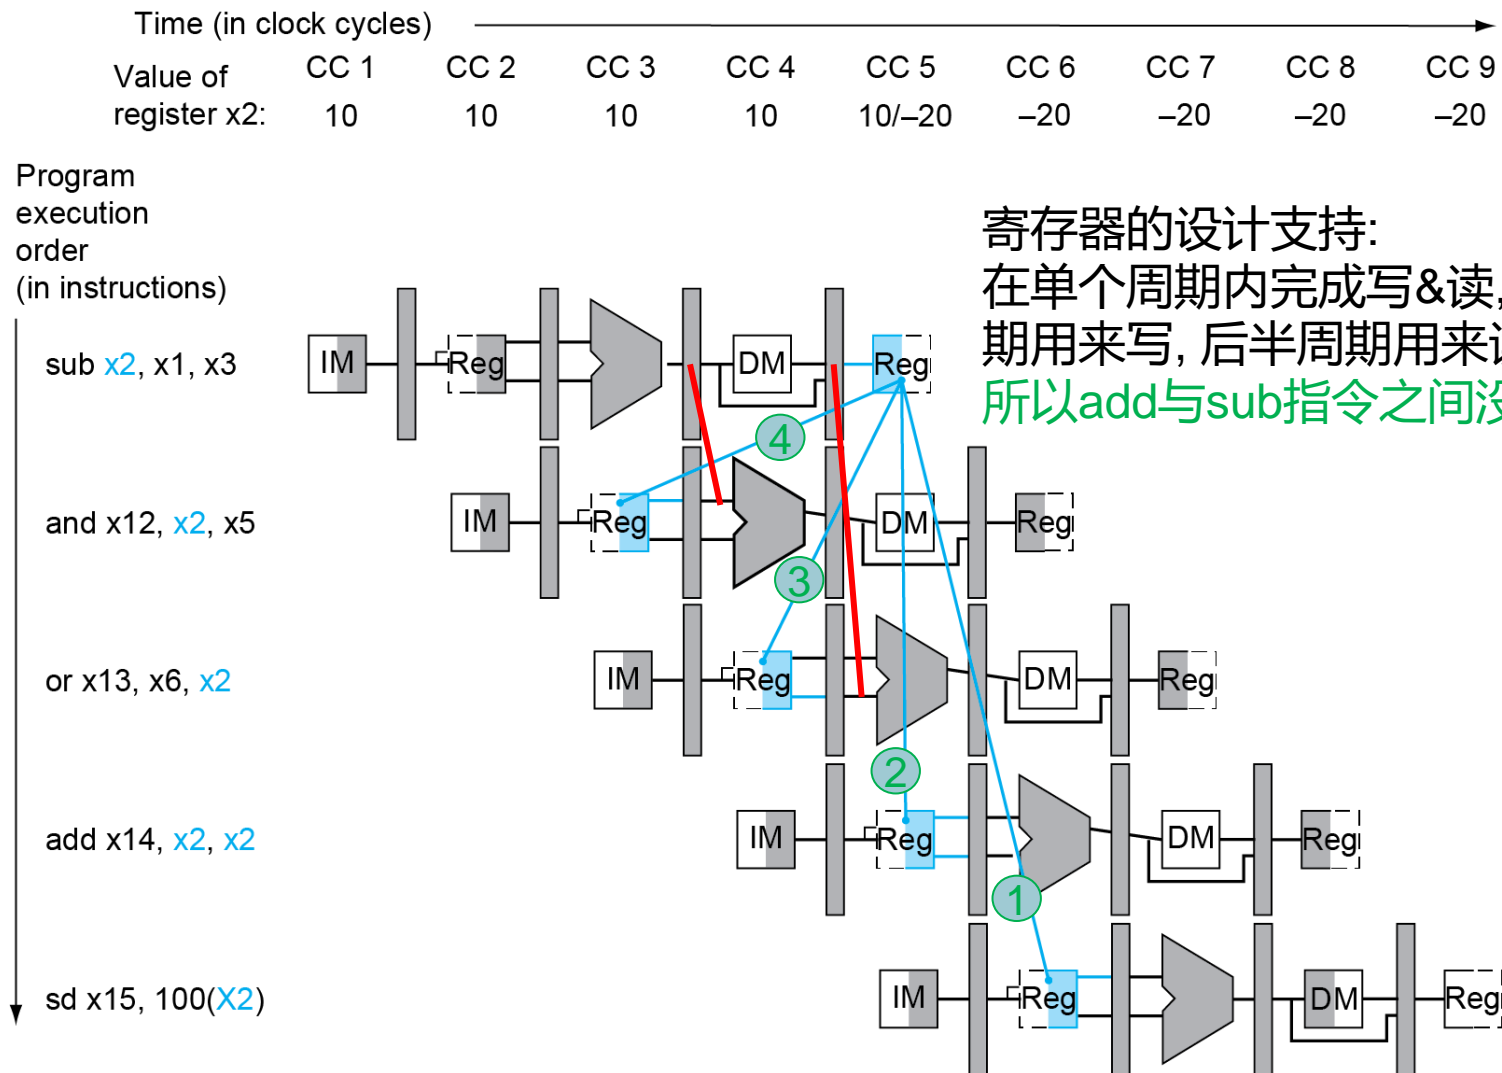 Time (in clock cycles)
Value of register x2:
CC 1 CC 2 CC 3 CC 4 CC 5 CC 6 CC 7 CC 8 CC 9
10 10 10 10 10/–20 –20 –20 –20 –20
Program
execution
order
(in instructions)
寄存器的设计支持:
在单个周期内完成写&读,
期用来写, 后半周期用来
所以add与sub指令之间没
sub x2, x1, x3
IM Reg DM Reg
4
and x12, x2, x5
IM Reg DM Reg
3
or x13, x6, x2
IM Reg DM Reg
2
add x14, x2, x2
IM Reg DM Reg
1
sd x15, 100(X2)
IM Reg DM Reg